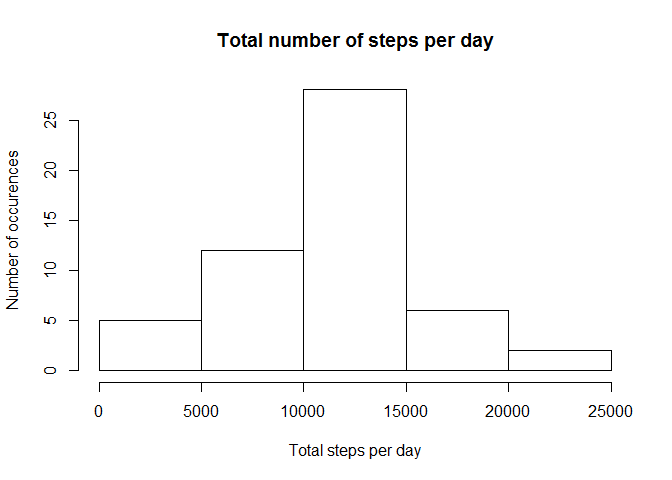 Total number of steps per day
Number of occurences
25
20
15
10
5
0
0 5000 10000 15000 20000 25000
Total steps per day